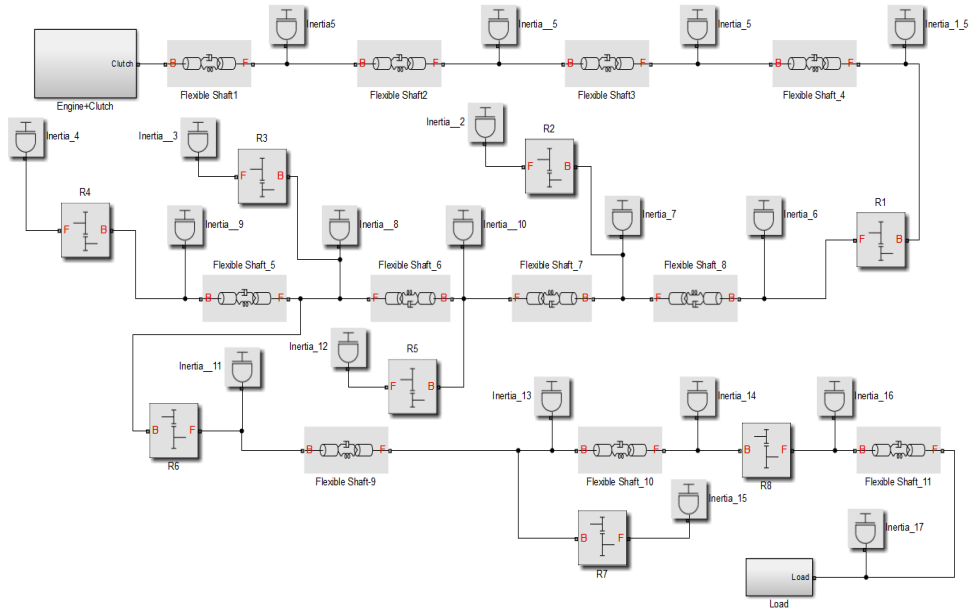 Inertia5
Inertia__5
Inertia_5
Inertia_1_5
Clutch
B
F
B
F
B
F
B
F
Engine+Clutch
Flexible Shaft1
Flexible Shaft2
Flexible Shaft3
Flexible Shaft_4
Inertia_4
Inertia__3
R3
Inertia__2
R2
F
B
F
B
R4
R1
Inertia__9
Inertia__8
Inertia__10
Inertia_7
Inertia_6
F
B
F
B
Flexible Shaft_5
Flexible Shaft_6
Flexible Shaft_7
Flexible Shaft_8
B
F
F
B
F
B
F
B
Inertia_12
R5
Inertia__11
F
B
Inertia_13
Inertia_14
Inertia_16
B
F
R6
R8
B
F
B
F
B
F
B
F
Flexible Shaft-9
Flexible Shaft_10
Flexible Shaft_11
Inertia_15
Inertia_17
B
F
R7
Load
Load